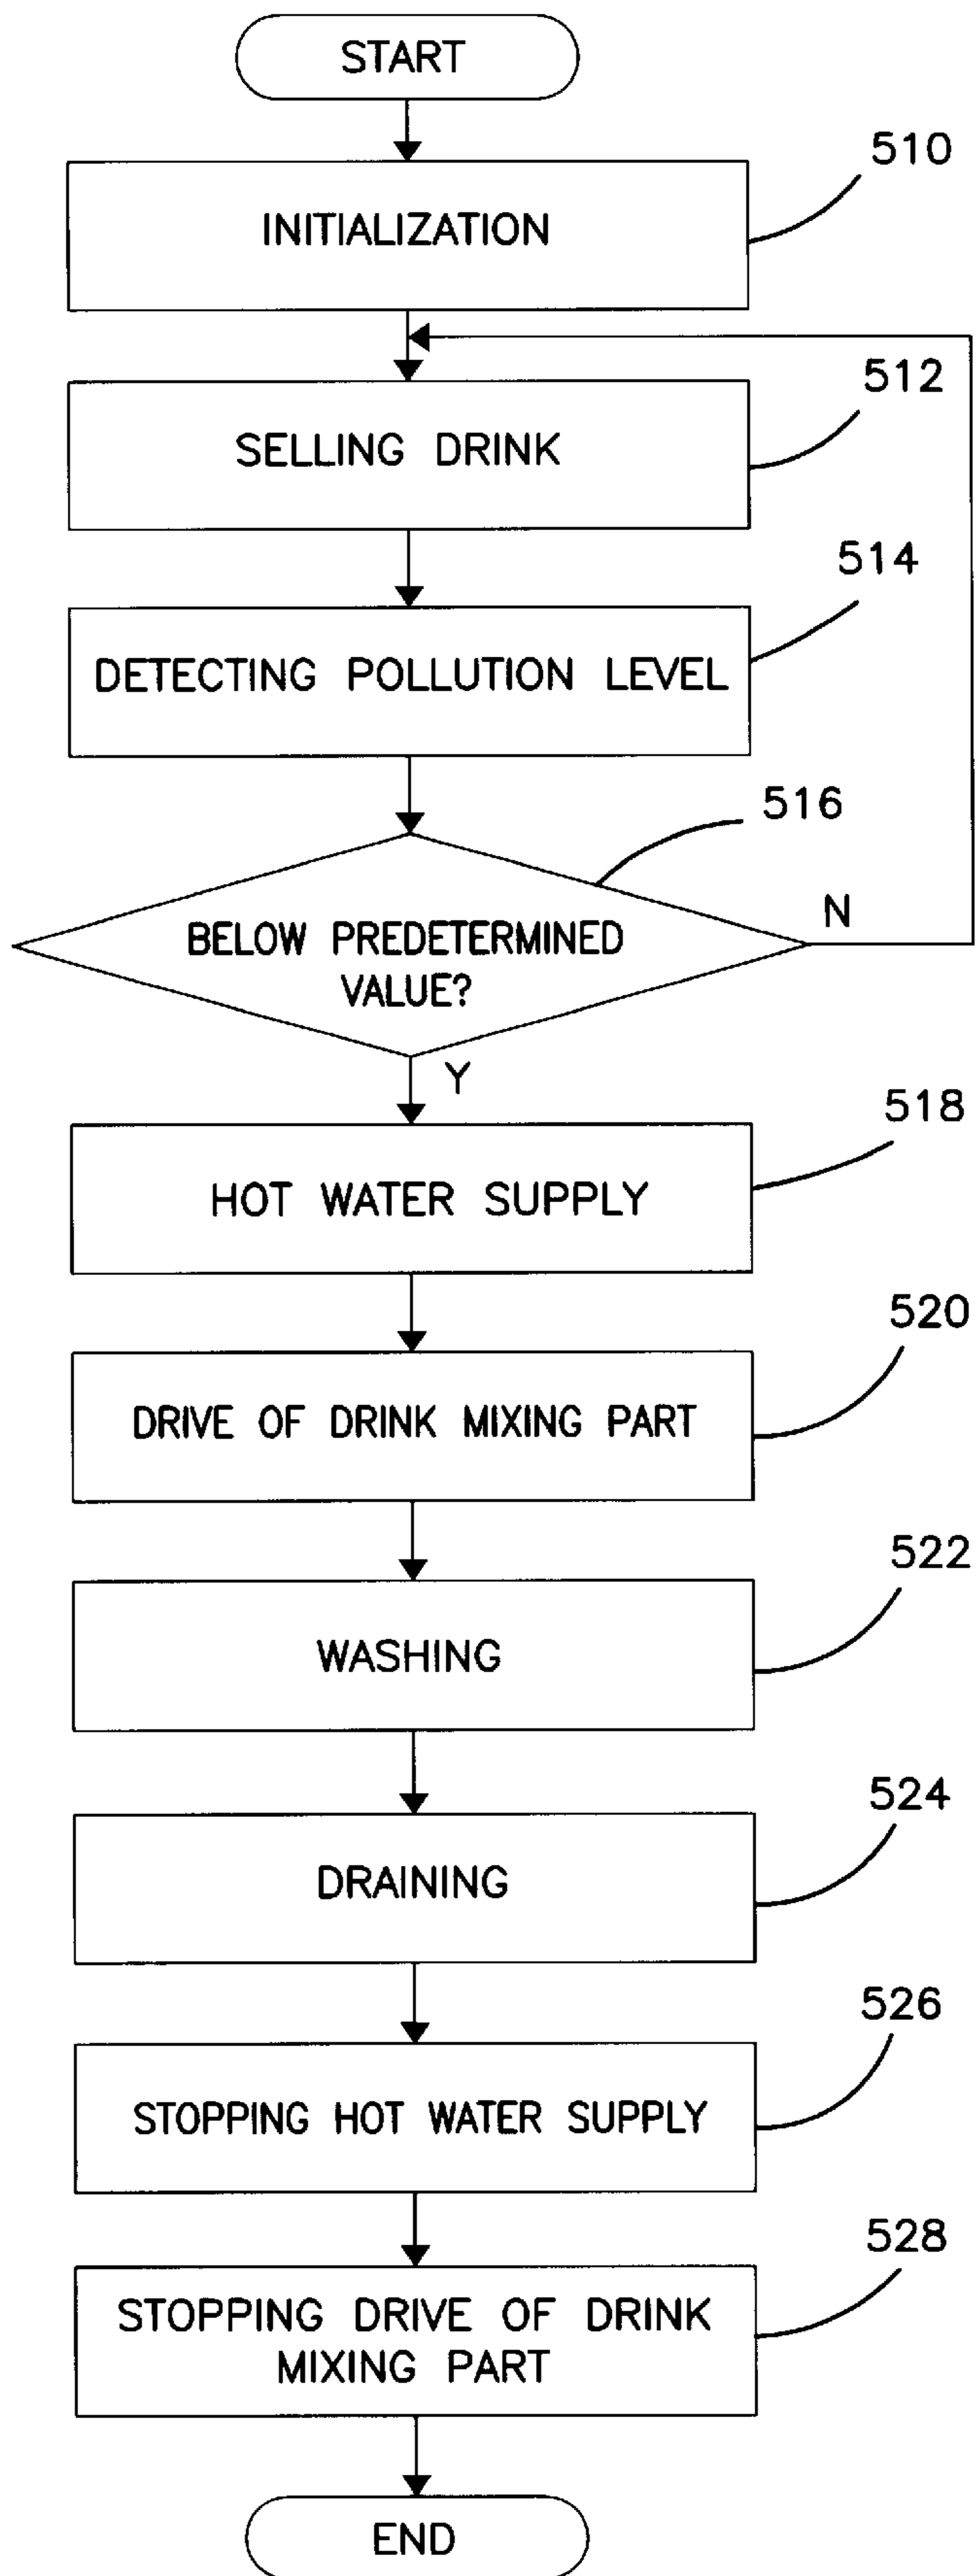 START
510
INITIALIZATION
512
SELLING DRINK
514
DETECTING POLLUTION LEVEL
516
N
BELOW PREDETERMINED
VALUE?
Y
518
HOT WATER SUPPLY
520
DRIVE OF DRINK MIXING PART
522
WASHING
524
DRAINING
526
STOPPING HOT WATER SUPPLY
528
STOPPING DRIVE OF DRINK
MIXING PART
END